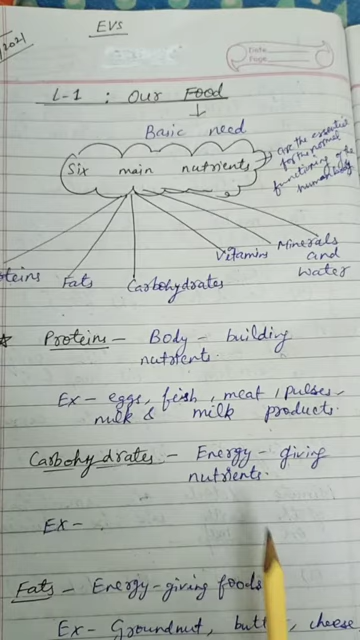 EVS
/2021
Date
Page
L-1 : Our Food
Basic need
Six main nutrients
are the essential
for the normal
functioning of the
human body
oteins
Fats
Carbohydrates
Vitamins
Minerals
and
Water
Proteins - Body - building
nutrients.
Ex - eggs, fish, meat, pulses,
milk & milk products.
Carbohydrates - Energy - giving
nutrients.
Ex -
Fats - Energy-giving foods
Ex - Groundnut, butt cheese